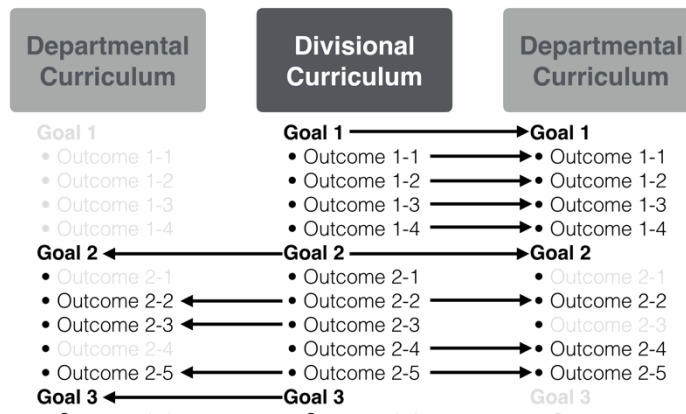 Departmental
Curriculum
Goal 1
• Outcome 1-1
• Outcome 1-2
• Outcome 1-3
• Outcome 1-4
Goal 2
• Outcome 2-1
• Outcome 2-2
• Outcome 2-3
• Outcome 2-4
• Outcome 2-5
Goal 3
Divisional
Curriculum
Goal 1
• Outcome 1-1
• Outcome 1-2
• Outcome 1-3
• Outcome 1-4
Goal 2
• Outcome 2-1
• Outcome 2-2
• Outcome 2-3
• Outcome 2-4
• Outcome 2-5
Goal 3
Departmental
Curriculum
Goal 1
• Outcome 1-1
• Outcome 1-2
• Outcome 1-3
• Outcome 1-4
Goal 2
• Outcome 2-1
• Outcome 2-2
• Outcome 2-3
• Outcome 2-4
• Outcome 2-5
Goal 3